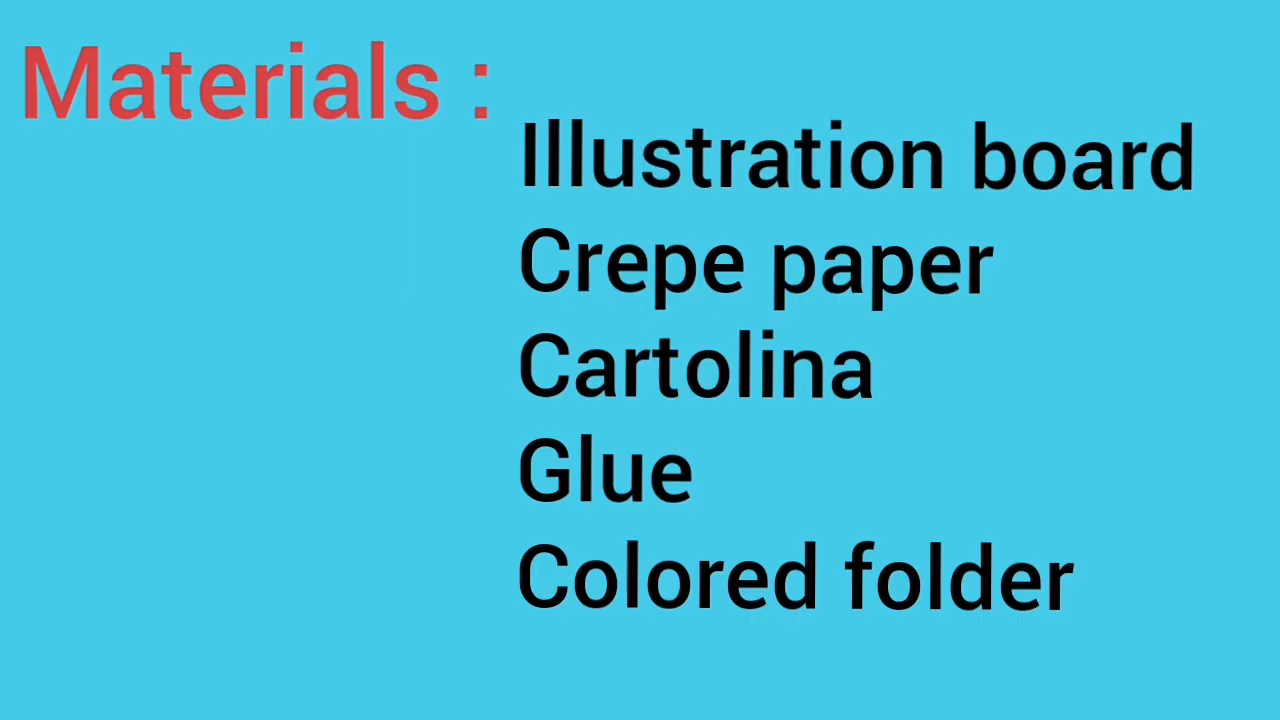 Materials :
Illustration board
Crepe paper
Cartolina
Glue
Colored folder